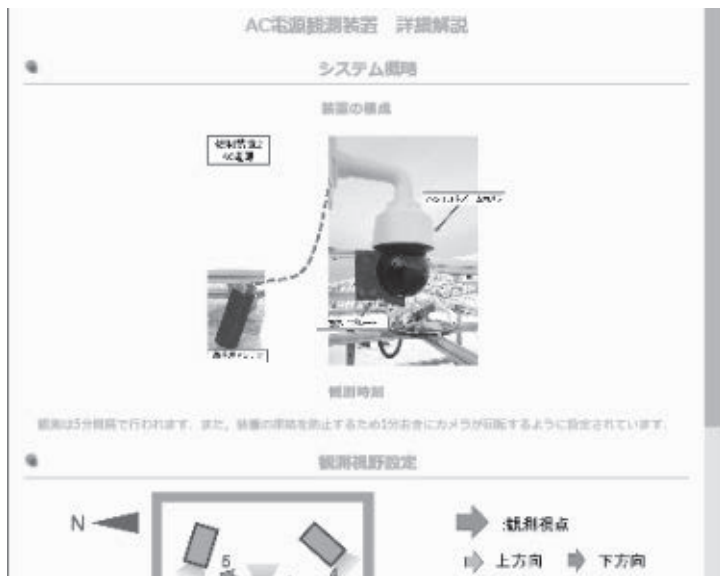 AC電源観測装置 詳細解説
システム概略
装置の構成
観測時刻
観測は5分間隔で行われます。また、装置の凍結を防止するため1分おきにカメラが回転するように設定されています。
観測視野設定
N
:観測視点
上方向 下方向
5
4